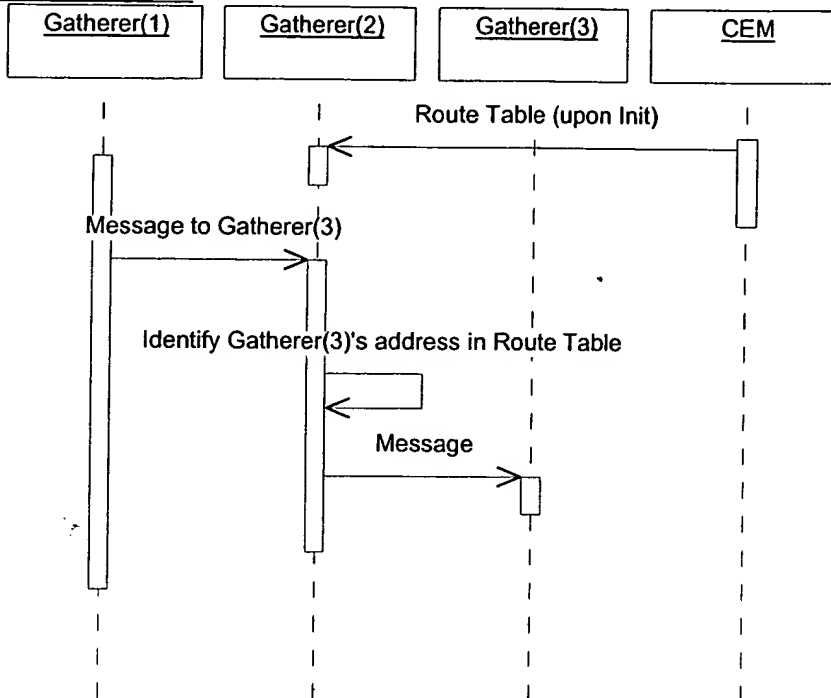 Gatherer(1)
Gatherer(2)
Gatherer(3)
CEM
Route Table (upon Init)
Message to Gatherer(3)
Identify Gatherer(3)'s address in Route Table
Message